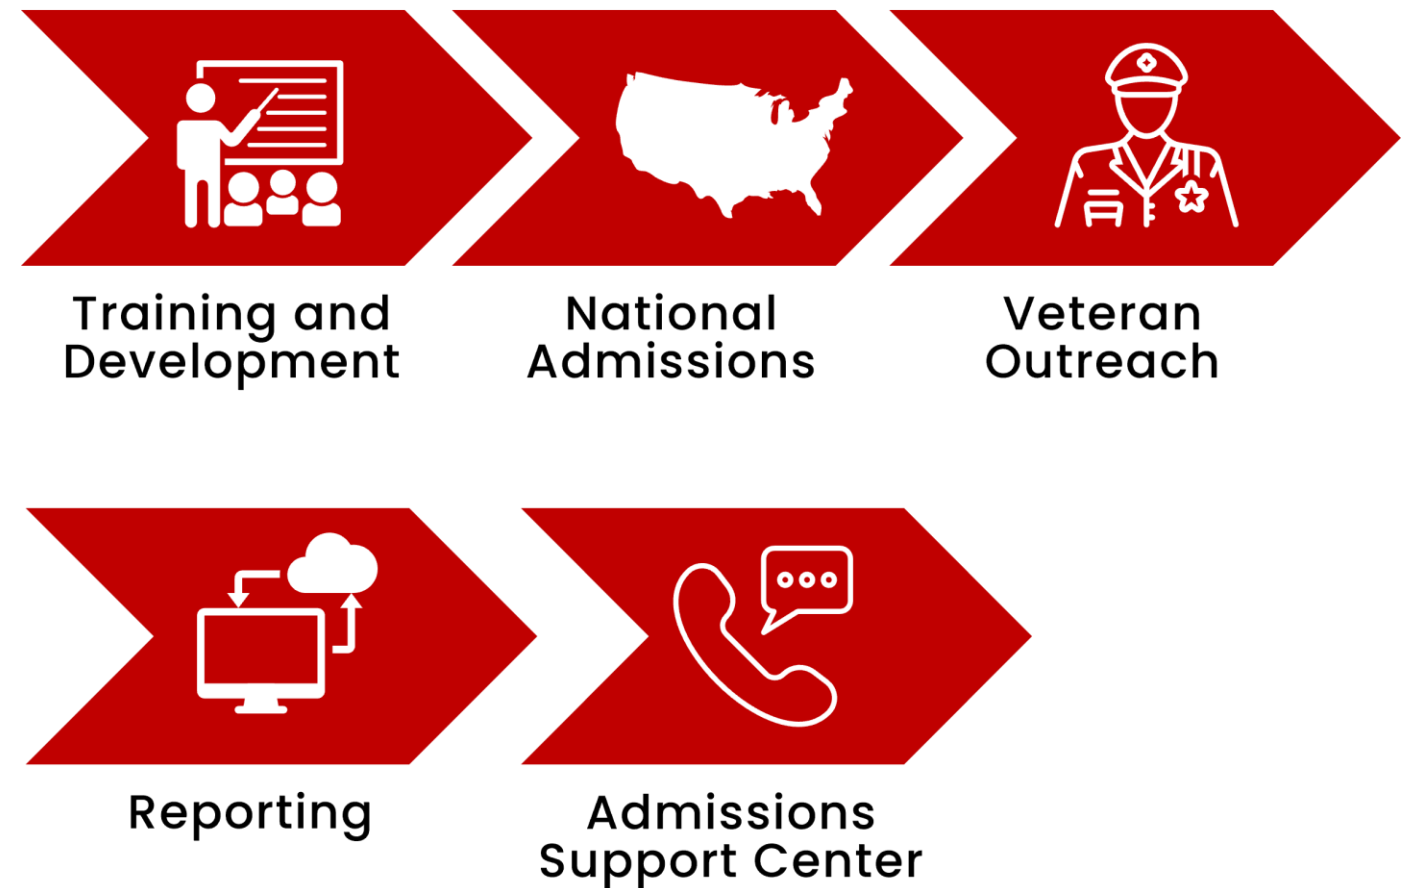 Training and
Development
National
Admissions
Veteran
Outreach
Reporting
Admissions
Support Center